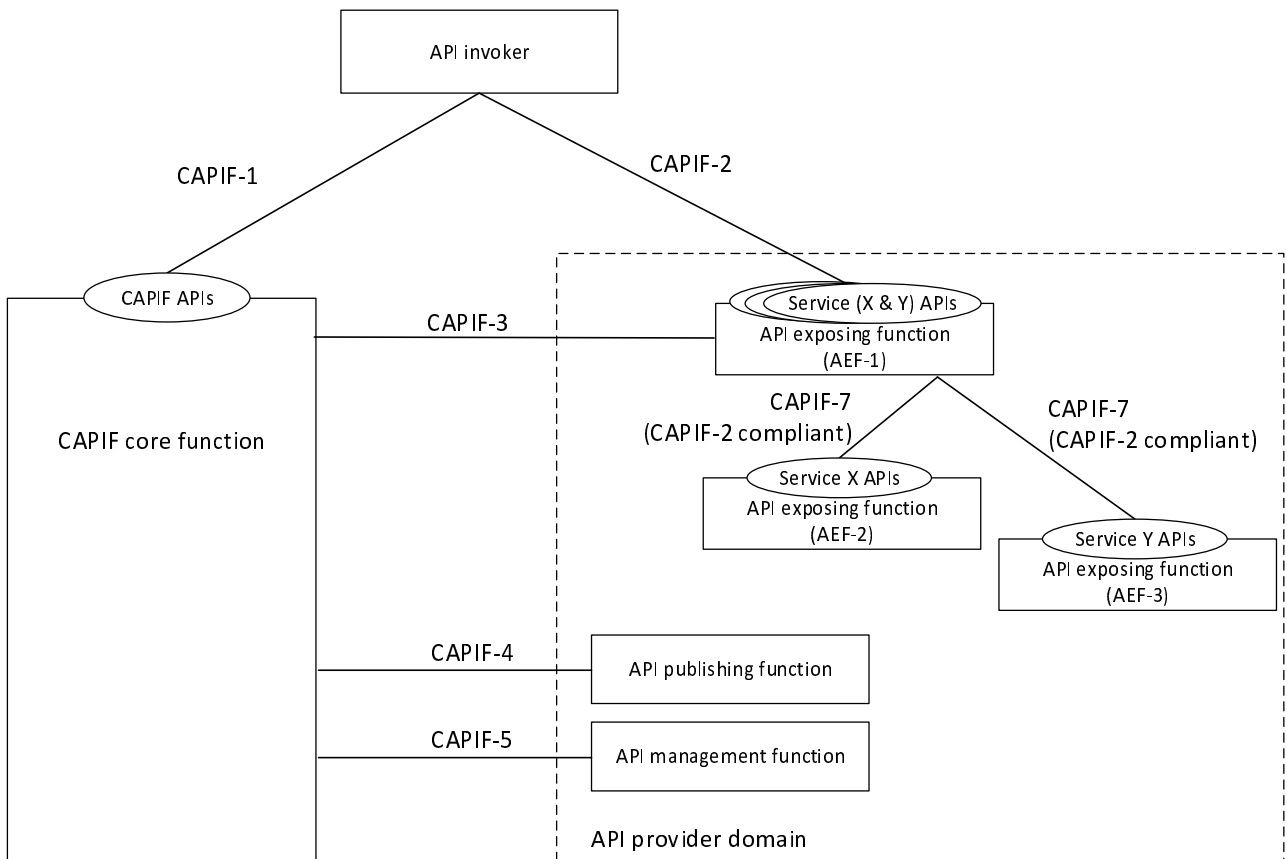 API invoker
CAPIF-1
CAPIF-2
CAPIF APIs
Service (X & Y) APIs
CAPIF-3
API exposing function
(AEF-1)
CAPIF-7
(CAPIF-2 compliant)
CAPIF-7
(CAPIF-2 compliant)
CAPIF core function
Service X APIs
API exposing function
(AEF-2)
Service Y APIs
API exposing function
(AEF-3)
CAPIF-4
API publishing function
CAPIF-5
API management function
API provider domain